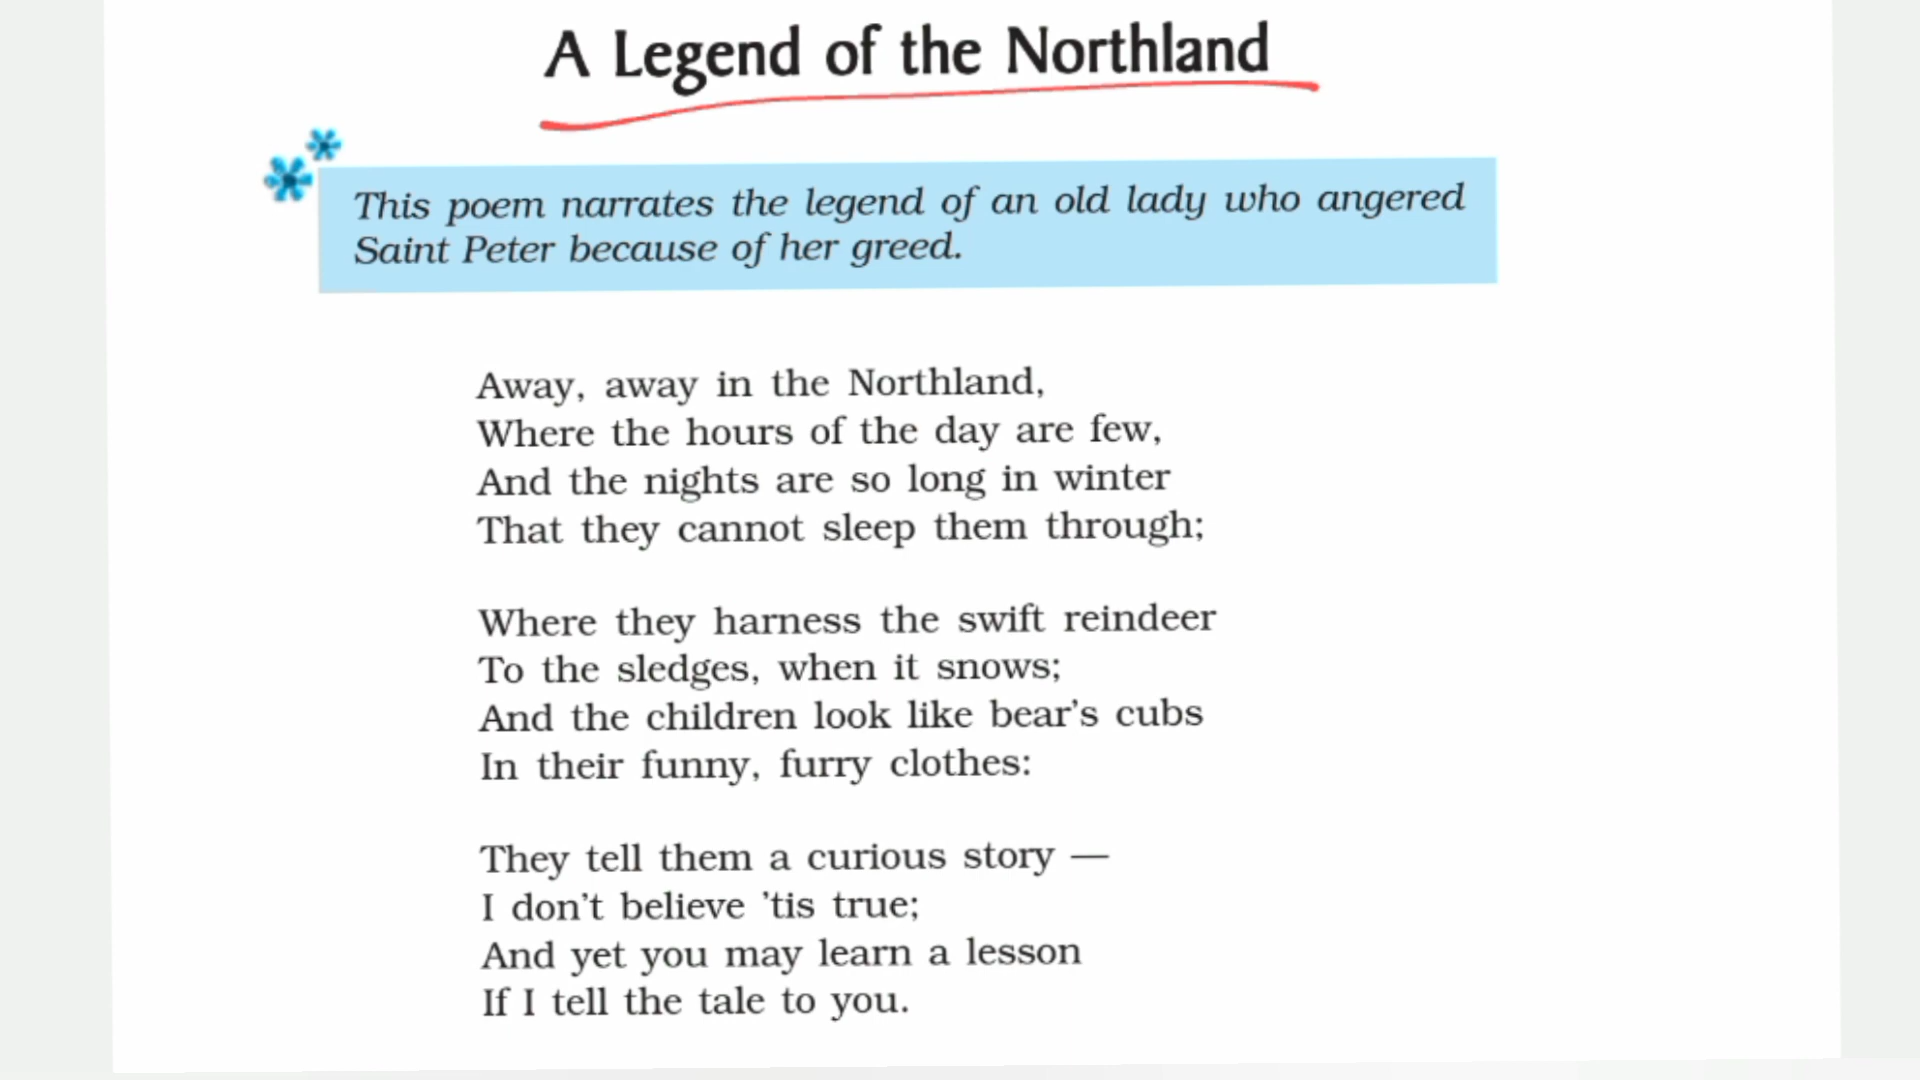 A Legend of the Northland
This poem narrates the legend of an old lady who angered
Saint Peter because of her greed.
Away, away in the Northland,
Where the hours of the day are few,
And the nights are so long in winter
That they cannot sleep them through;
Where they harness the swift reindeer
To the sledges, when it snows;
And the children look like bear’s cubs
In their funny, furry clothes:
They tell them a curious story —
I don’t believe ’tis true;
And yet you may learn a lesson
If I tell the tale to you.